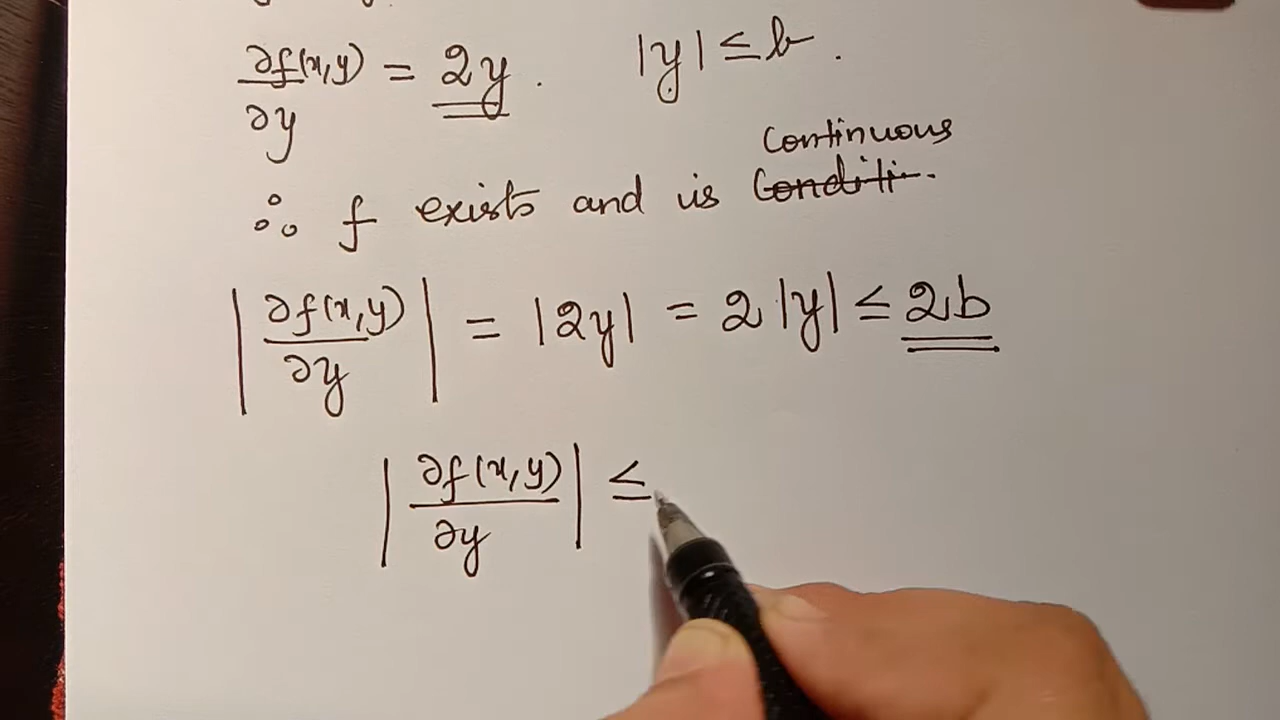 ∂f(x,y)/∂y = 2y . |y| ≤ b .
Continuous
∴ f exists and is Conditi.
|∂f(x,y)/∂y| = |2y| = 2|y| ≤ 2b
|∂f(x,y)/∂y| ≤